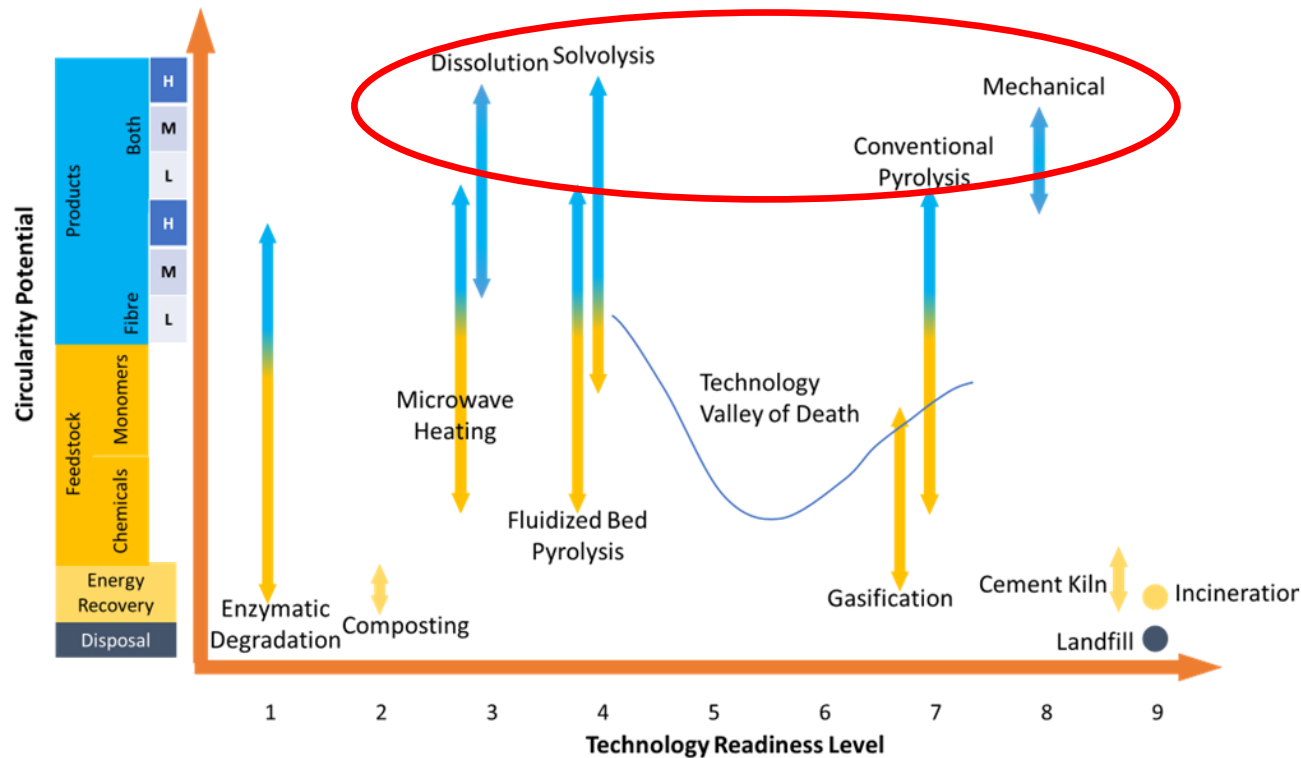 Circularity Potential
Products
Both
Fibre
H
M
L
H
M
L
Feedstock
Monomers
Chemicals
Energy
Recovery
Disposal
Dissolution
Solvolysis
Mechanical
Conventional
Pyrolysis
Microwave
Heating
Technology
Valley of Death
Fluidized Bed
Pyrolysis
Enzymatic
Degradation
Composting
Gasification
Cement Kiln
Incineration
Landfill
1 2 3 4 5 6 7 8 9
Technology Readiness Level